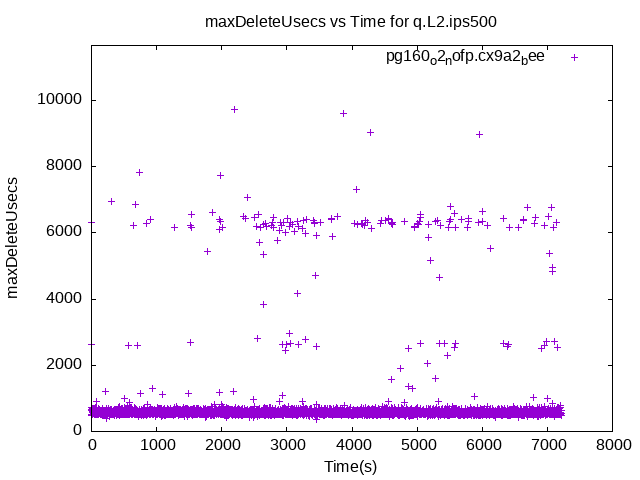 maxDeleteUsecs vs Time for q.L2.ips500
pg160o2nofp.cx9a2bee
10000
8000
6000
4000
2000
0
maxDeleteUsecs
0 1000 2000 3000 4000 5000 6000 7000 8000
Time(s)